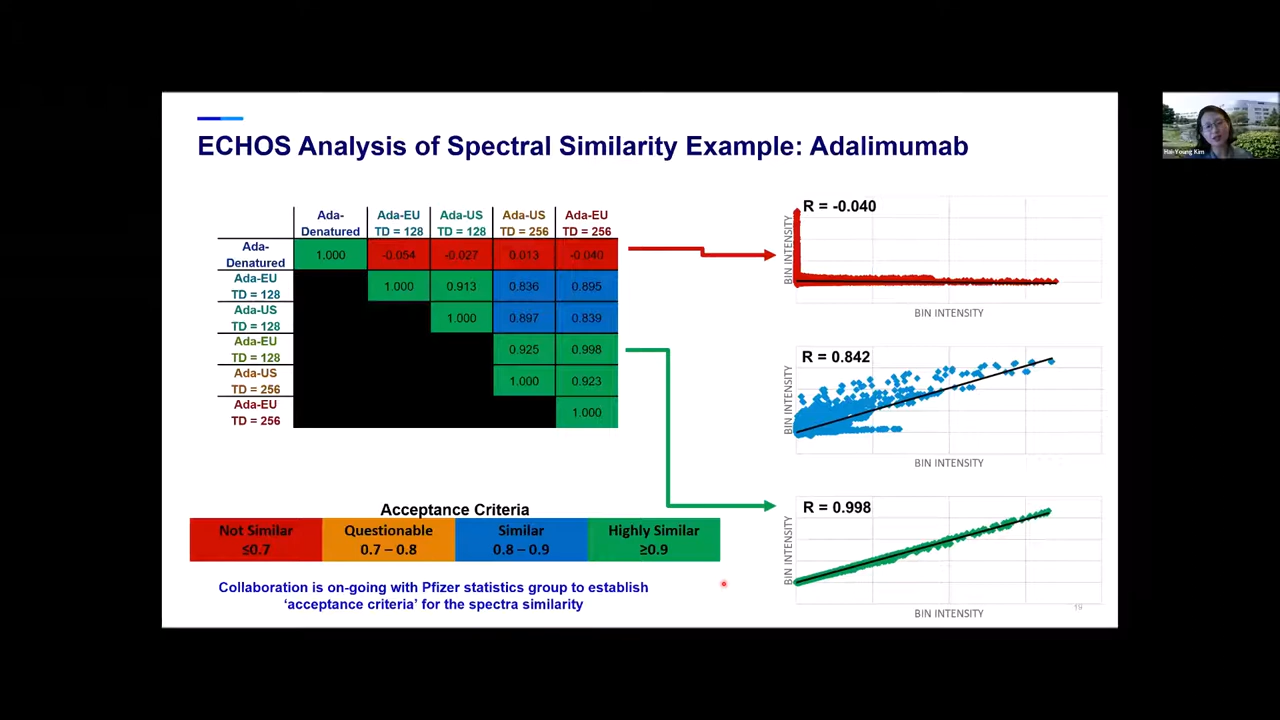 ECHOS Analysis of Spectral Similarity Example: Adalimumab
Ada-
Denatured
Ada-EU
TD = 128
Ada-US
TD = 128
Ada-US
TD = 256
Ada-EU
TD = 256
Ada-
Denatured
1.000
-0.054
-0.027
0.013
-0.040
Ada-EU
TD = 128
1.000
0.913
0.836
0.895
Ada-US
TD = 128
1.000
0.897
0.839
Ada-EU
TD = 128
0.925
0.998
Ada-US
TD = 256
1.000
0.923
Ada-EU
TD = 256
1.000
Acceptance Criteria
Not Similar
≤0.7
Questionable
0.7 – 0.8
Similar
0.8 – 0.9
Highly Similar
≥0.9
Collaboration is on-going with Pfizer statistics group to establish
‘acceptance criteria’ for the spectra similarity
R = -0.040
BIN INTENSITY
BIN INTENSITY
R = 0.842
BIN INTENSITY
BIN INTENSITY
R = 0.998
BIN INTENSITY
BIN INTENSITY
19
Hai-Young Kim